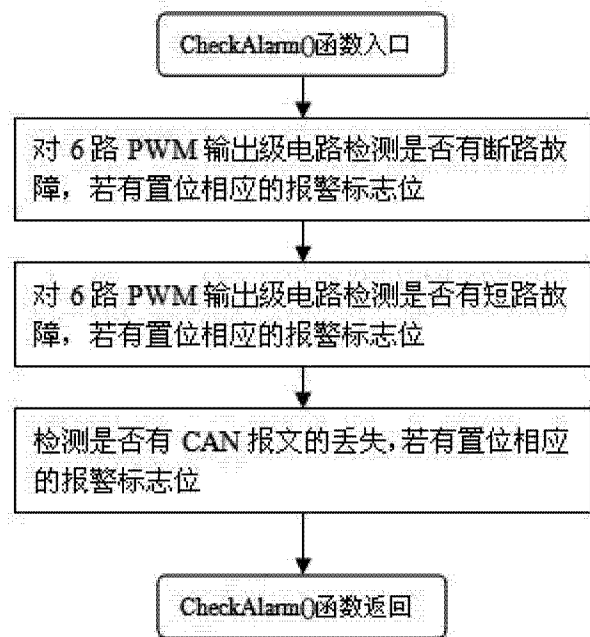 CheckAlarm()函数入口
对 6 路 PWM 输出级电路检测是否有断路故
障，若有置位相应的报警标志位
对 6 路 PWM 输出级电路检测是否有短路故
障，若有置位相应的报警标志位
检测是否有 CAN 报文的丢失，若有置位相应
的报警标志位
CheckAlarm()函数返回